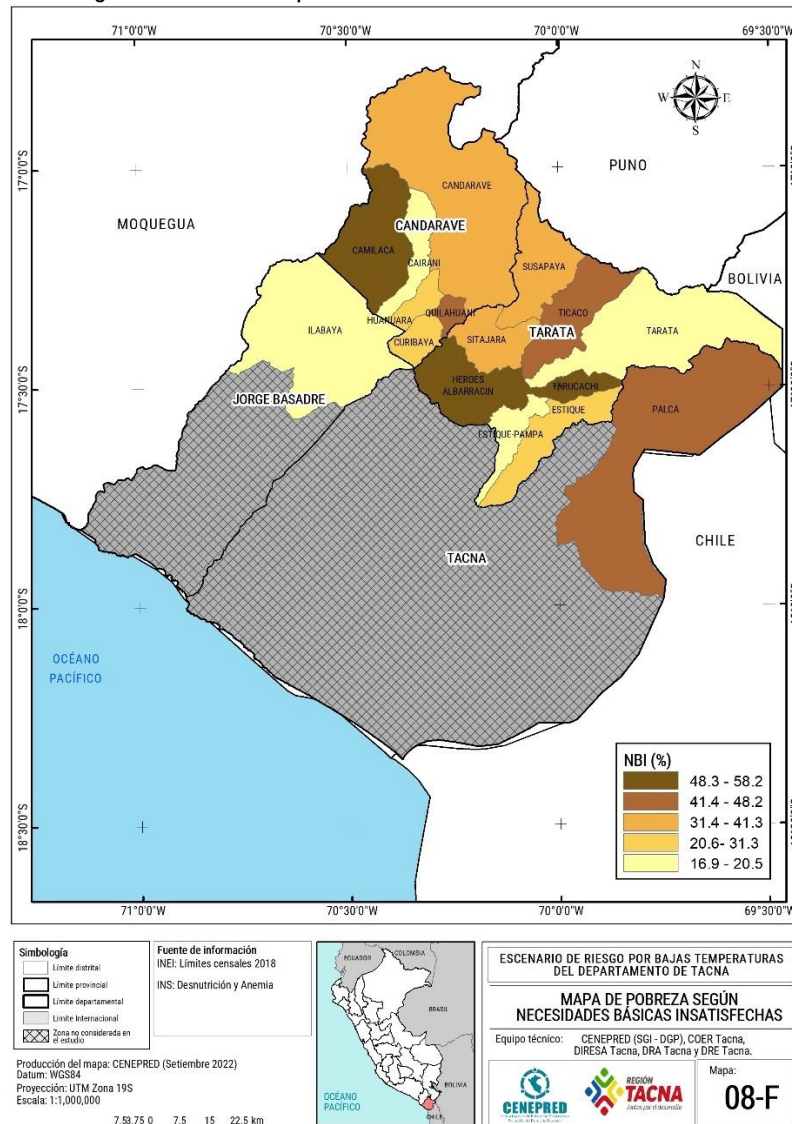 71°0'0"W
70°30'0"W
70°0'0"W
69°30'0"W
17°0'0"S
17°30'0"S
18°0'0"S
18°30'0"S
N
W
E
S
PUNO
MOQUEGUA
BOLIVIA
CHILE
OCÉANO
PACÍFICO
CANDARAVE
CANDARAVE
CAMILACA
CAIRANI
SUSAPAYA
HUANUARA
QUILAHUANI
TICACO
TARATA
TARATA
ILABAYA
CURIBAYA
SITAJARA
JORGE BASADRE
HEROES
ALBARRACIN
TARUCACHI
ESTIQUE
PALCA
ESTIQUE-PAMPA
TACNA
NBI (%)
48.3 - 58.2
41.4 - 48.2
31.4 - 41.3
20.6- 31.3
16.9 - 20.5
71°0'0"W
70°30'0"W
70°0'0"W
69°30'0"W
Simbología
Límite distrital
Límite provincial
Límite departamental
Límite Internacional
Zona no considerada en
el estudio
Fuente de información
INEI: Límites censales 2018
INS: Desnutrición y Anemia
Producción del mapa: CENEPRED (Setiembre 2022)
Datum: WGS84
Proyección: UTM Zona 19S
Escala: 1:1,000,000
7.53.75 0 7.5 15 22.5 km
ECUADOR
COLOMBIA
BRASIL
BOLIVIA
OCÉANO
PACÍFICO
CHILE
ESCENARIO DE RIESGO POR BAJAS TEMPERATURAS
DEL DEPARTAMENTO DE TACNA
MAPA DE POBREZA SEGÚN
NECESIDADES BÁSICAS INSATISFECHAS
Equipo técnico: CENEPRED (SGI - DGP), COER Tacna,
DIRESA Tacna, DRA Tacna y DRE Tacna.
CENEPRED
REGIÓN
TACNA
Juntos por el desarrollo
Mapa:
08-F